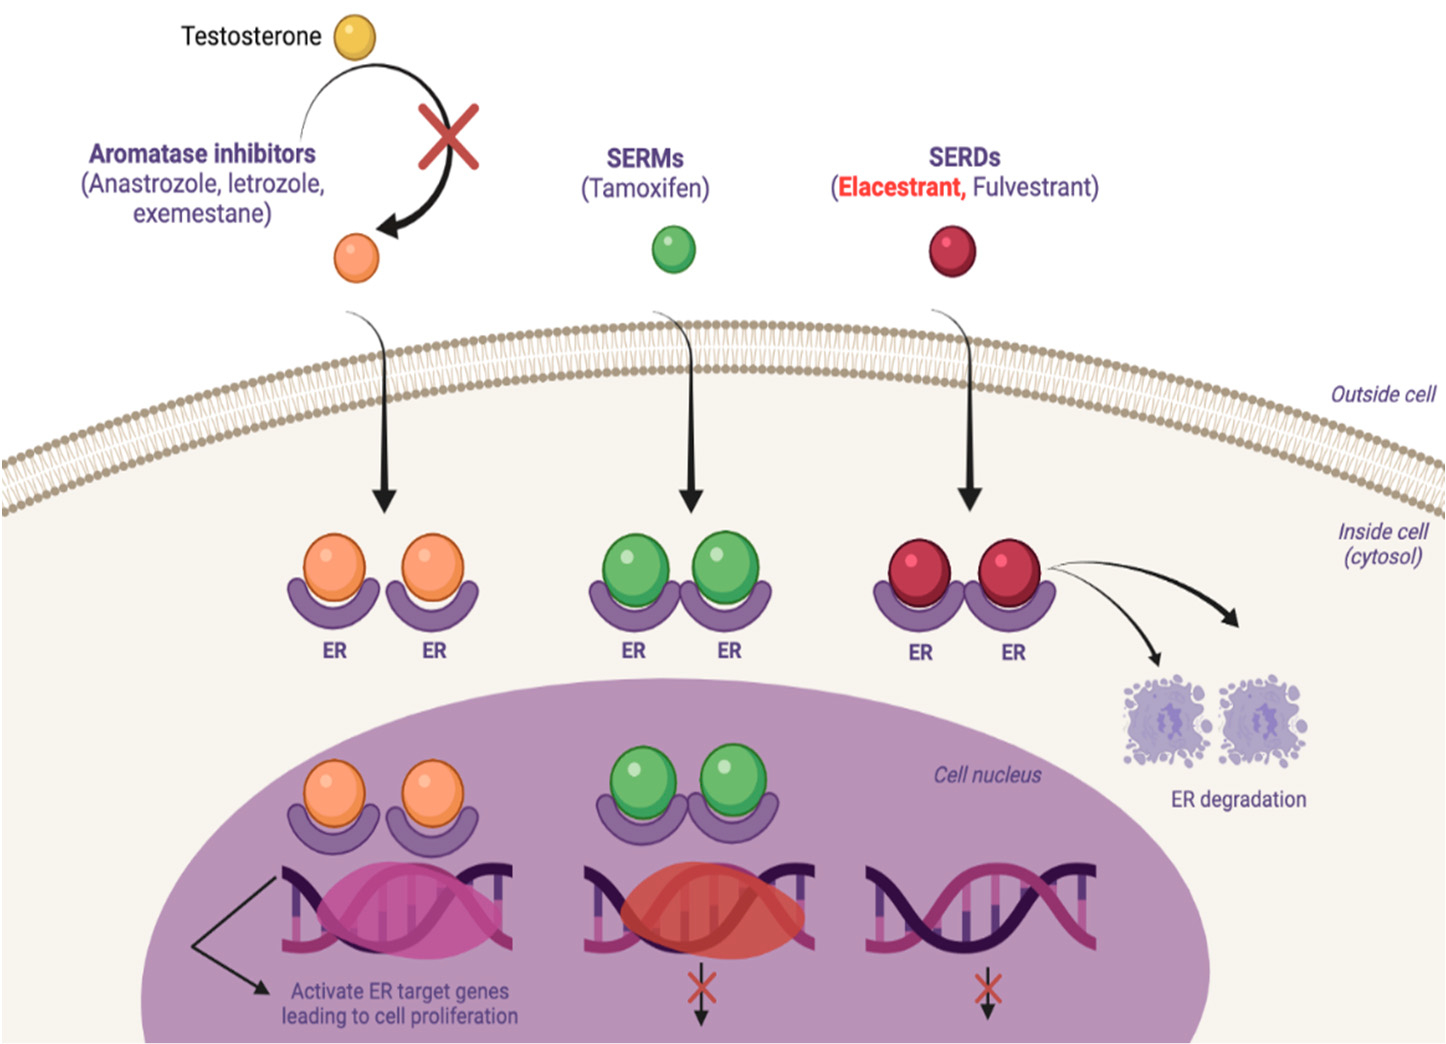 Testosterone
Aromatase inhibitors
(Anastrozole, letrozole,
exemestane)
SERMs
(Tamoxifen)
SERDs
(Elacestrant, Fulvestrant)
Outside cell
Inside cell
(cytosol)
ER
ER
ER
ER
ER
ER
Cell nucleus
ER degradation
Activate ER target genes
leading to cell proliferation